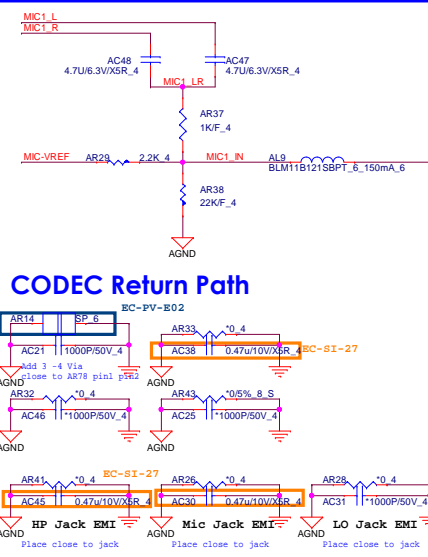 MIC1_L
MIC1_R
AC48
4.7U/6.3V/X5R_4
AC47
4.7U/6.3V/X5R_4
MIC1_LR
AR37
1K/F_4
MIC-VREF
AR29
2.2K_4
MIC1_IN
AL9
BLM11B121SBPT_6_150mA_6
AR38
22K/F_4
AGND
CODEC Return Path
EC-PV-E02
AR14
SP_6
AC21
1000P/50V_4
Add 3 -4 Via
close to AR78 pin1 pin2
AGND
AR33
*0_4
AC38
0.47u/10V/X5R_4
EC-SI-27
AGND
AR32
*0_4
AC46
*1000P/50V_4
AGND
AR43
*0/5%_8_S
AC25
*1000P/50V_4
AGND
EC-SI-27
AR41
*0_4
AC45
0.47u/10V/X5R_4
AGND
HP Jack EMI
Place close to jack
AR26
*0_4
AC30
0.47u/10V/X5R_4
AGND
Mic Jack EMI
Place close to jack
AR28
*0_4
AC31
*1000P/50V_4
AGND
LO Jack EMI
Place close to jack